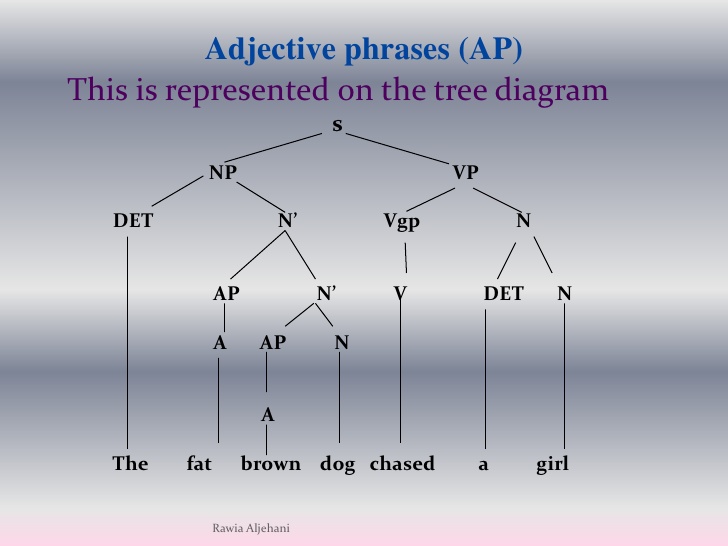 Adjective phrases (AP)
This is represented on the tree diagram
s
NP VP
DET N’ Vgp N
AP N’ V DET N
A AP N
A
The fat brown dog chased a girl
Rawia Aljehani